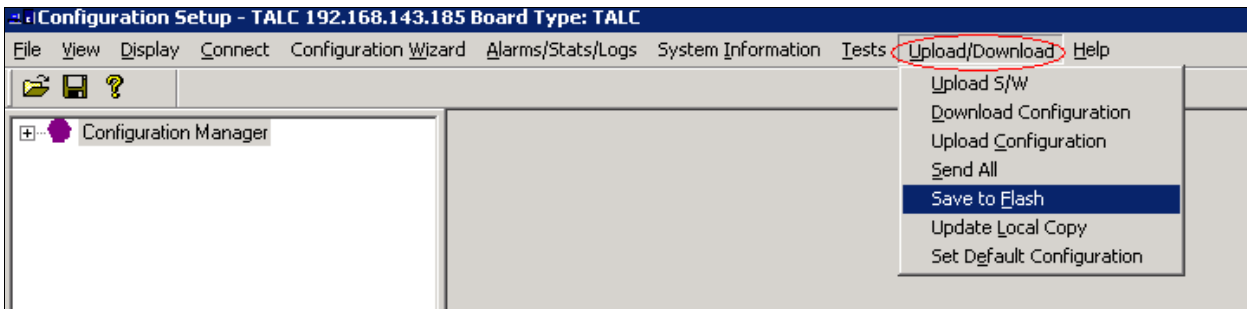 Configuration Setup - TALC 192.168.143.185 Board Type: TALC
File View Display Connect Configuration Wizard Alarms/Stats/Logs System Information Tests Upload/Download Help
Upload S/W
Download Configuration
Upload Configuration
Send All
Save to Flash
Update Local Copy
Set Default Configuration
Configuration Manager